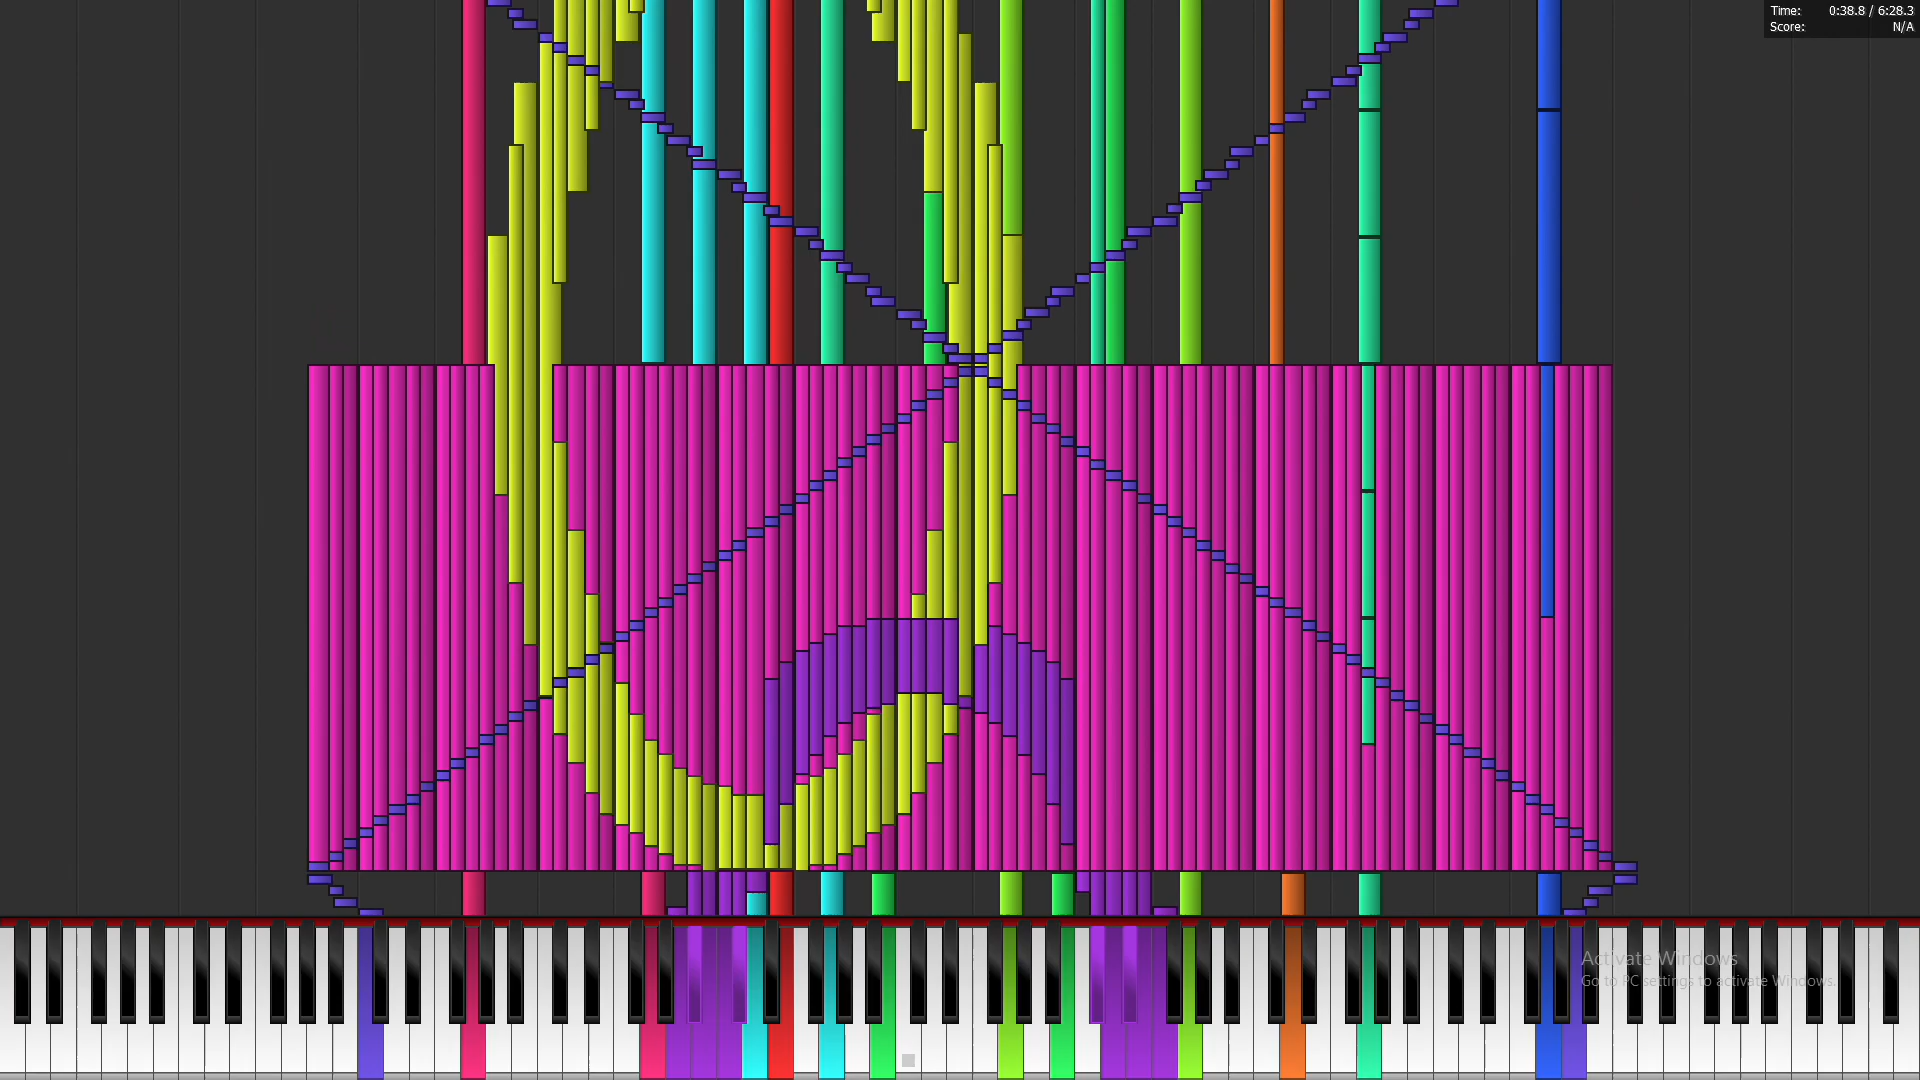 Time: 0:38.8 / 6:28.3
Score: N/A
Activate Windows
Go to PC settings to activate Windows.